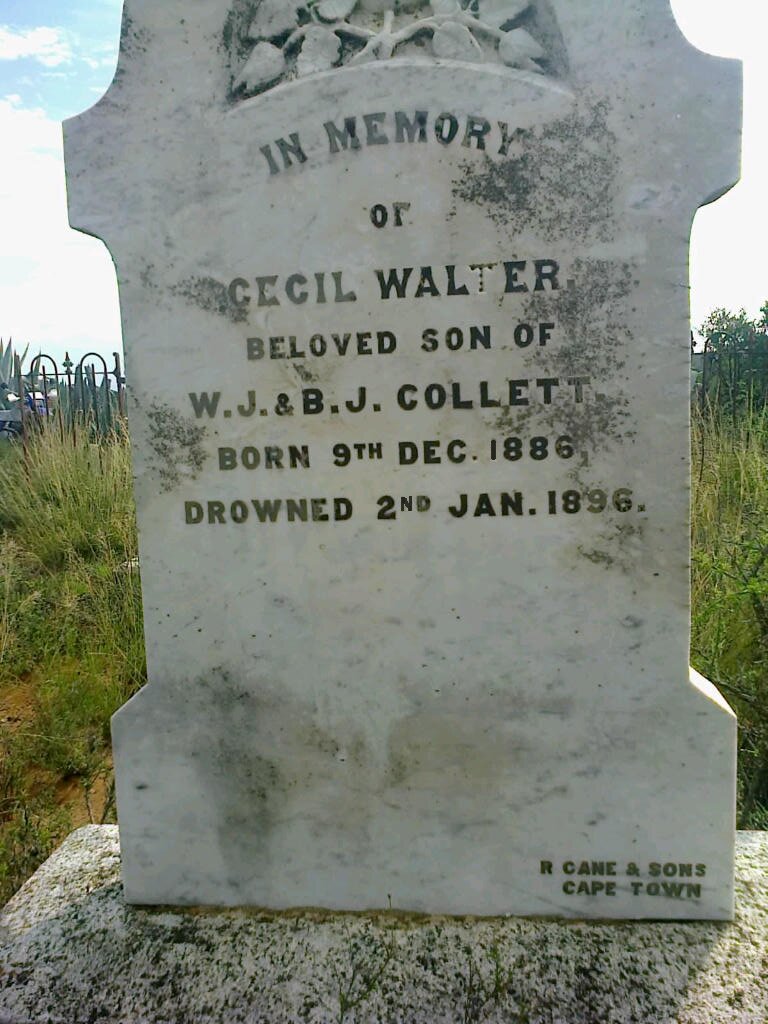 IN MEMORY
OF
CECIL WALTER.
BELOVED SON OF
W.J. & B.J. COLLETT.
BORN 9TH DEC. 1886,
DROWNED 2ND JAN. 1896.
R CANE & SONS
CAPE TOWN